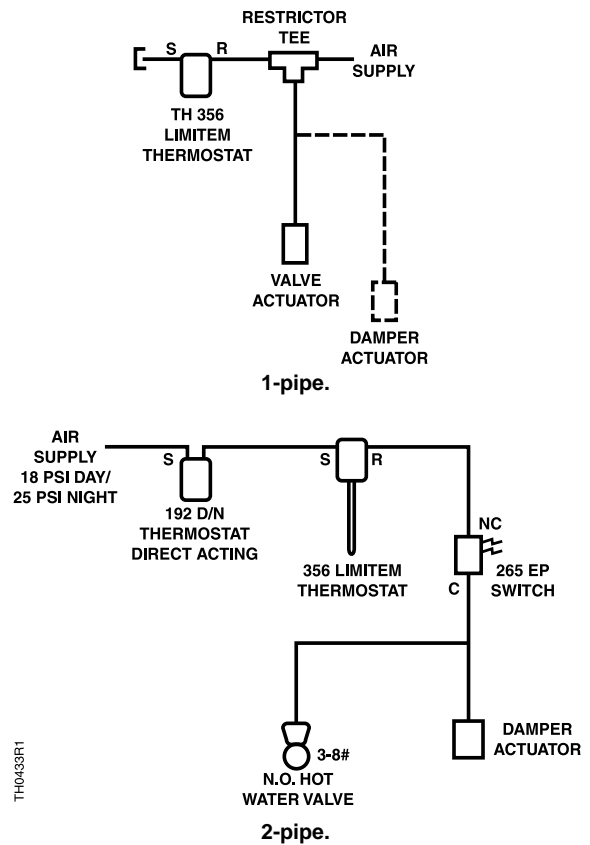 RESTRICTOR
TEE
S
R
AIR
SUPPLY
TH 356
LIMITEM
THERMOSTAT
VALVE
ACTUATOR
DAMPER
ACTUATOR
1-pipe.
AIR
SUPPLY
18 PSI DAY/
25 PSI NIGHT
S
192 D/N
THERMOSTAT
DIRECT ACTING
S
R
356 LIMITEM
THERMOSTAT
NC
265 EP
SWITCH
C
3-8#
N.O. HOT
WATER VALVE
DAMPER
ACTUATOR
TH0433R1
2-pipe.